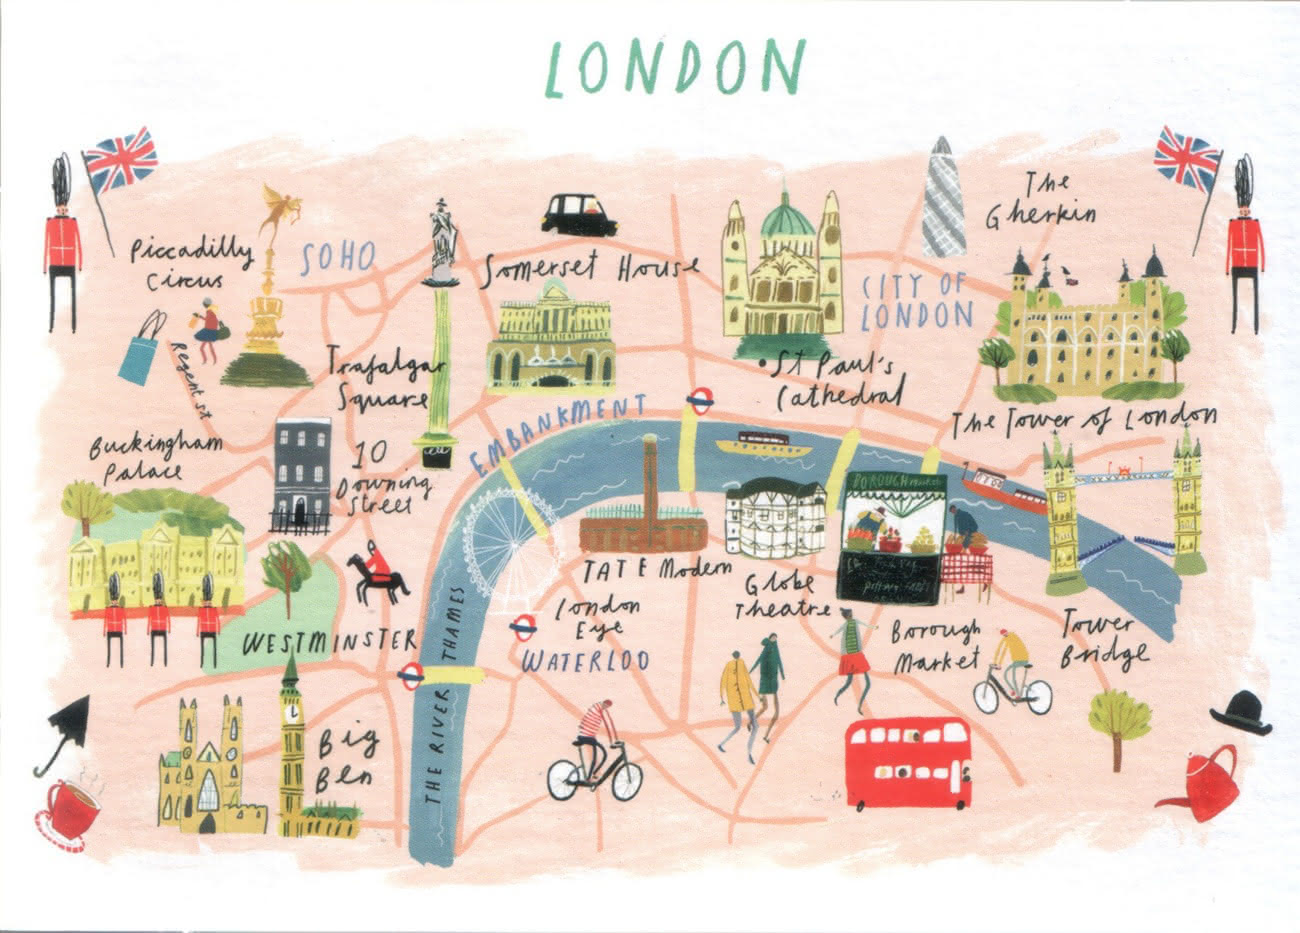 LONDON
The
Gherkin
Piccadilly
Circus
SOHO
Somerset House
CITY OF
LONDON
Regent St
Trafalgar
Square
St Paul's
Cathedral
The Tower of London
EMBANKMENT
Buckingham
Palace
10
Downing
Street
BOROUGH Market
TATE Modern
Globe
Theatre
London
Eye
WESTMINSTER
WATERLOO
Borough
Market
Tower
Bridge
THE RIVER THAMES
Big
Ben